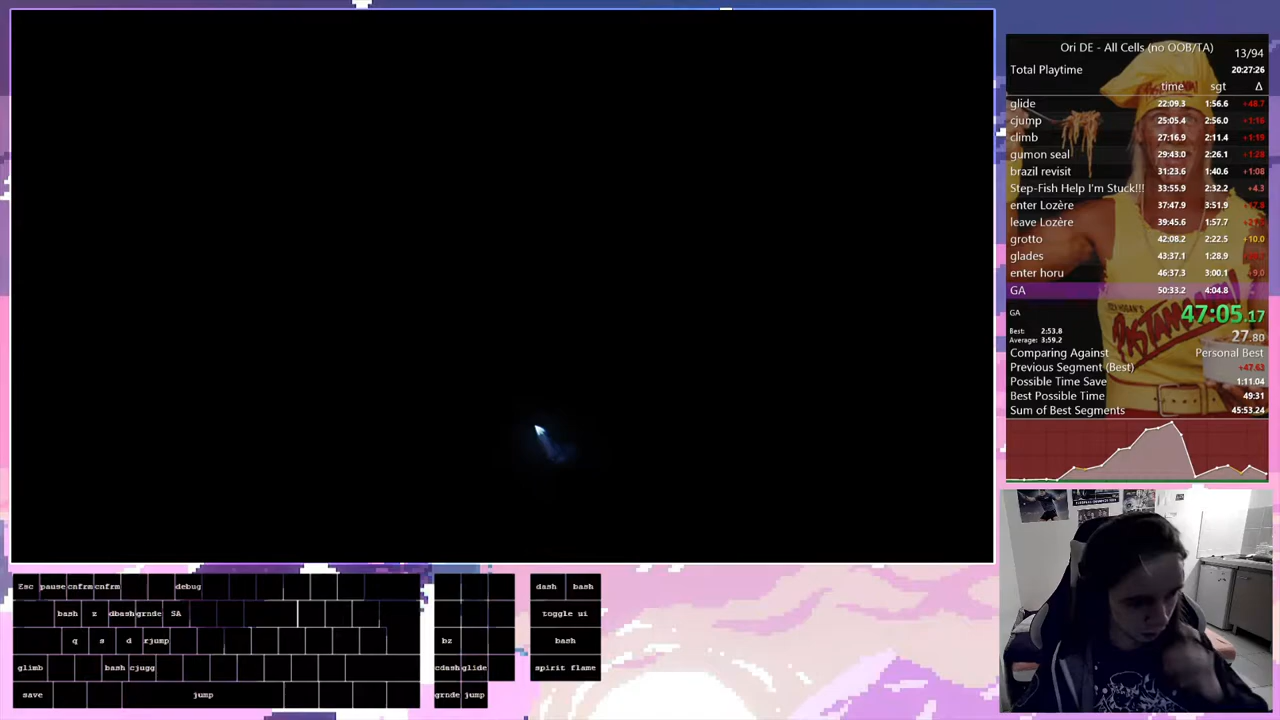 Ori DE - All Cells (no OOB/TA)
13/94
Total Playtime 20:27:26
time sgt Δ
glide 22:09.3 1:56.6 +48.7
cjump 25:05.4 2:56.0 +1:16
climb 27:16.9 2:11.4 +1:19
gumon seal 29:43.0 2:26.1 +1:28
brazil revisit 31:23.6 1:40.6 +1:08
Step-Fish Help I'm Stuck!!! 33:55.9 2:32.2 +4.3
enter Lozère 37:47.9 3:51.9
leave Lozère 39:45.6 1:57.7
grotto 42:08.2 2:22.5 +10.0
glades 43:37.1 1:28.9
enter horu 46:37.3 3:00.1 +9.0
GA 50:33.2 4:04.8
GA 47:05.17
Best: 2:53.8
Average: 3:59.2
27.80
Comparing Against Personal Best
Previous Segment (Best) +47.63
Possible Time Save 1:11.04
Best Possible Time 49:31
Sum of Best Segments 45:53.24
Esc pause cnfrm cnfrm debug dash bash
bash z dbash grnde SA toggle ui
q s d rjump bz bash
glimb bash cjugg cdash glide spirit flame
save jump grnde jump